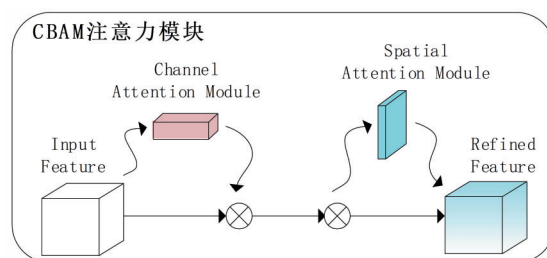 CBAM注意力模块
Channel
Attention Module
Spatial
Attention Module
Input
Feature
Refined
Feature